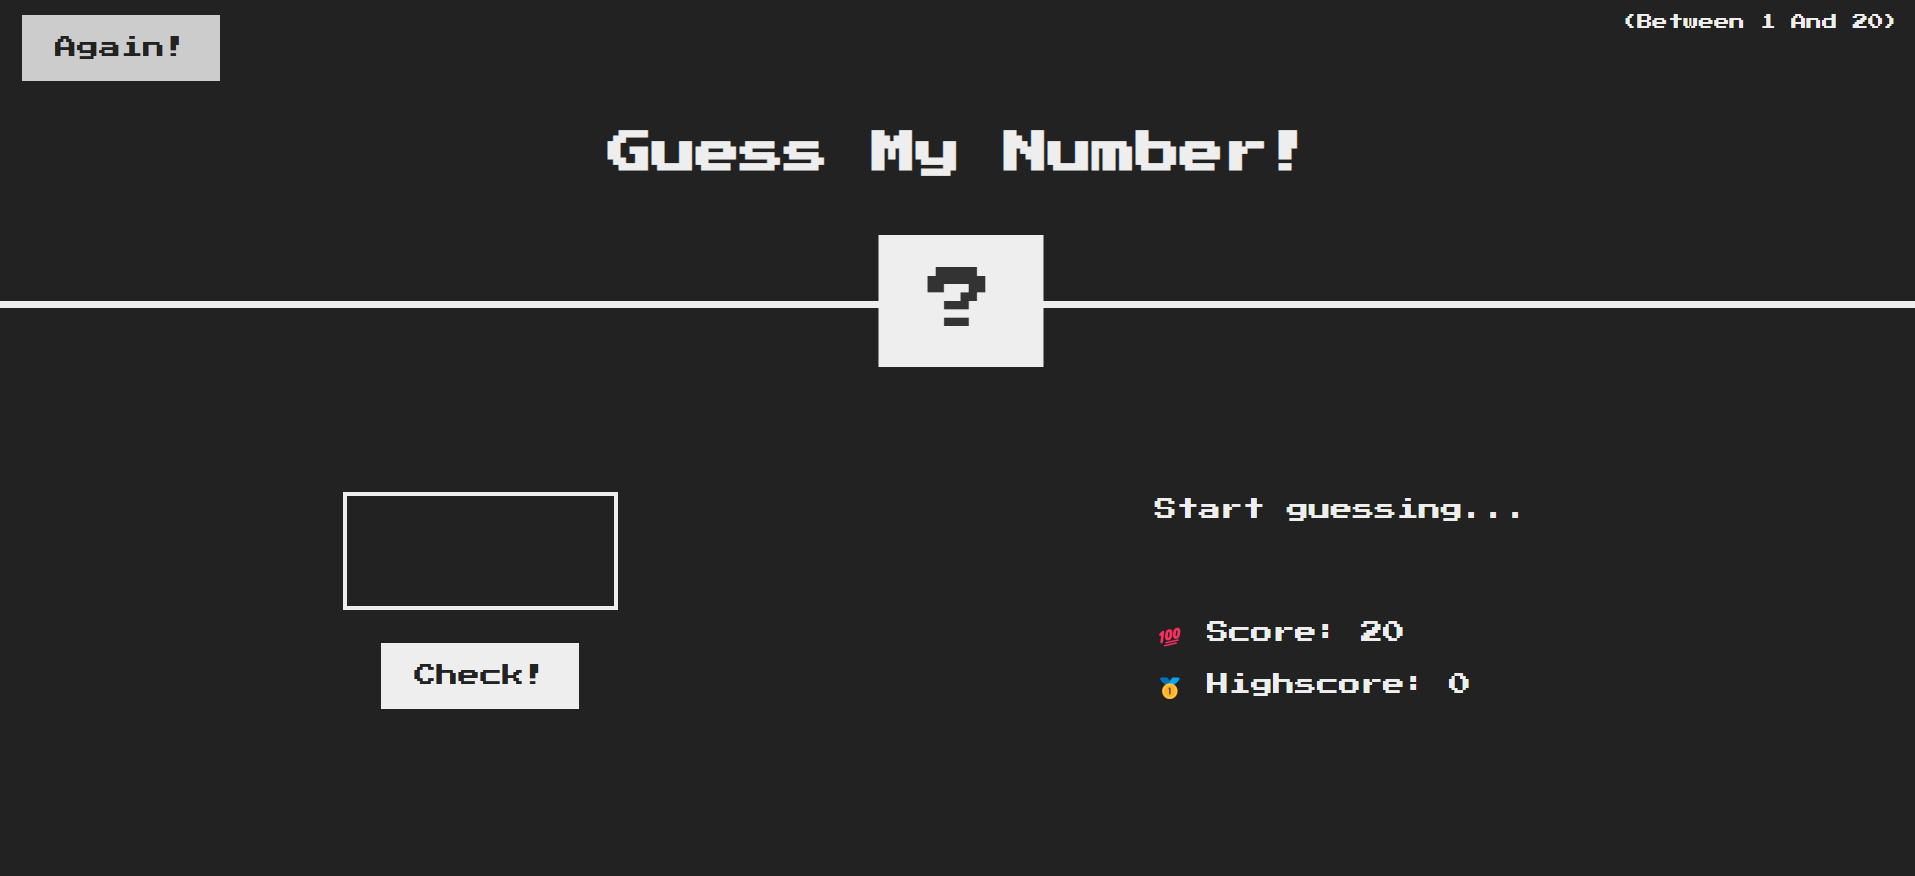 Again!
(Between 1 And 20)
Guess My Number!
?
Start guessing...
💯 Score: 20
🥇 Highscore: 0
Check!